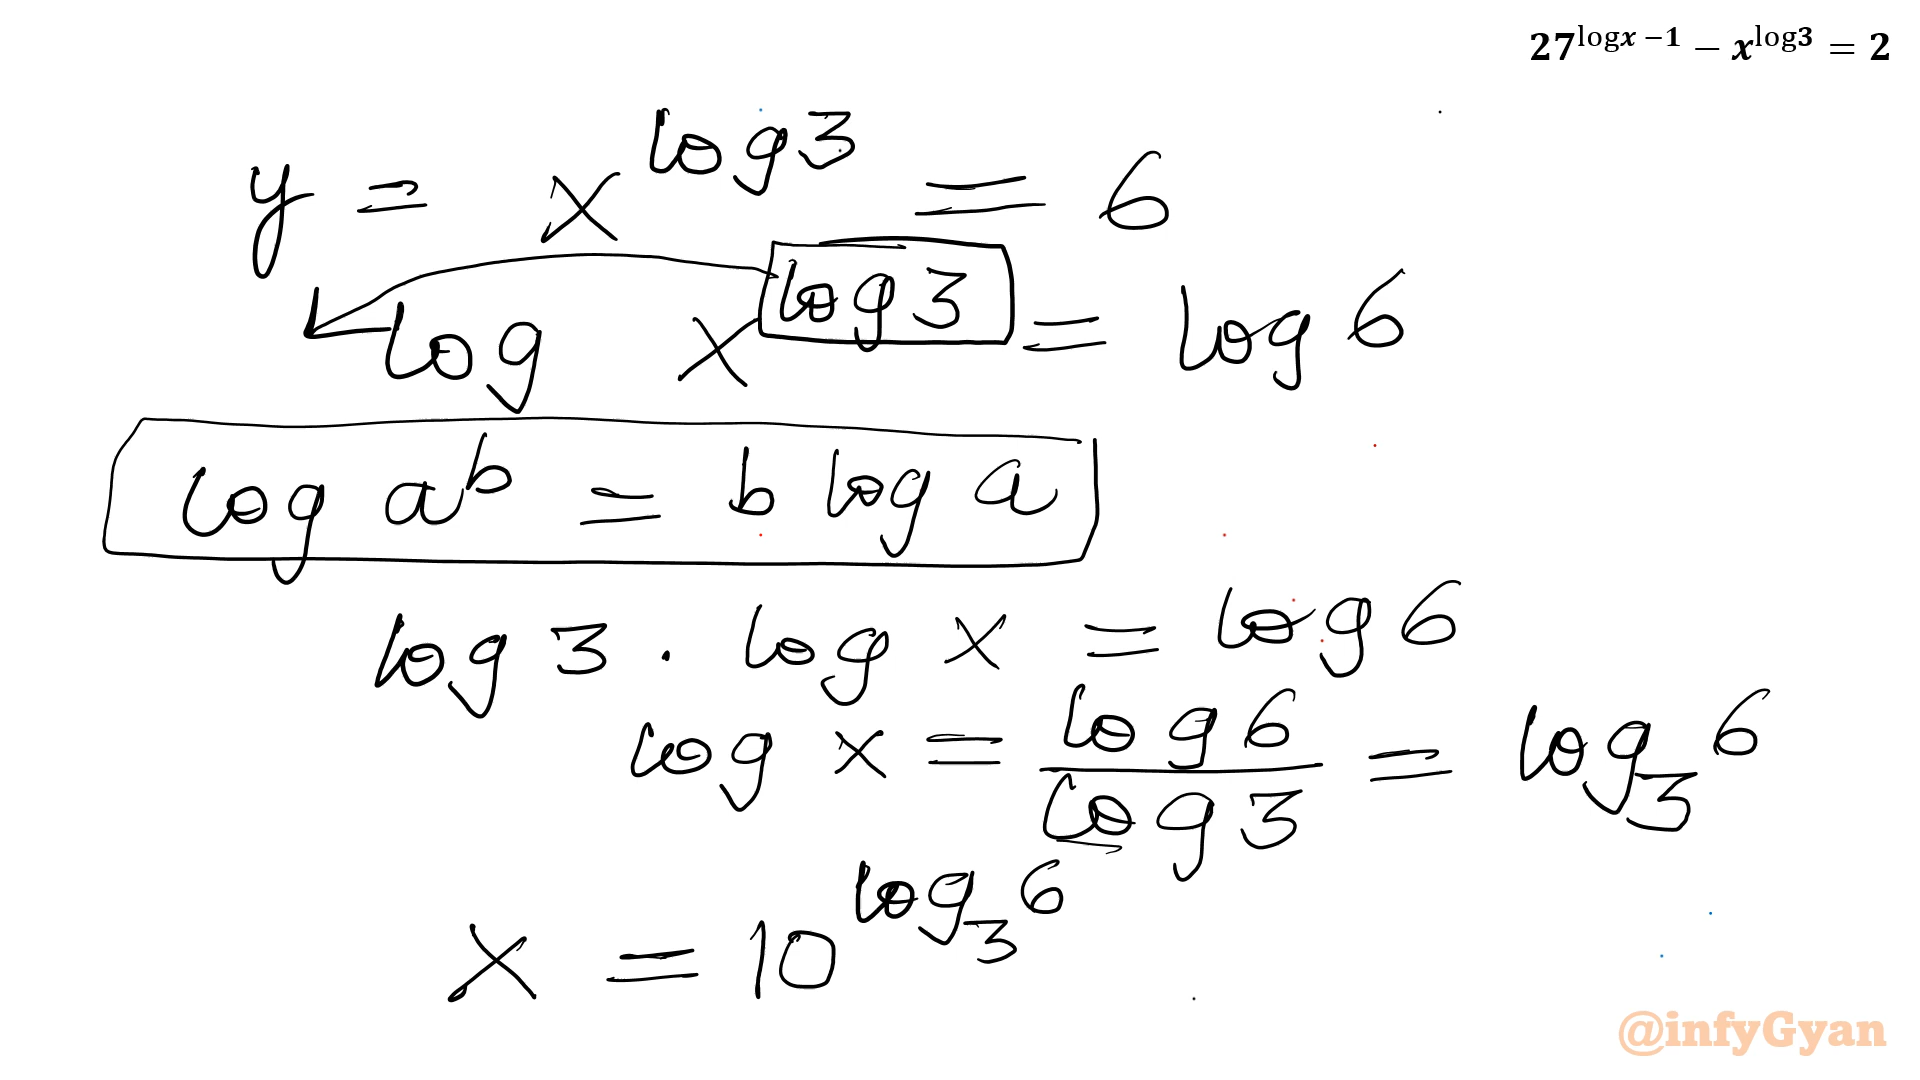 27^{log x −1} − x^{log 3} = 2
y = x^{log 3} = 6
log x^{log 3} = log 6
log a^b = b log a
log 3 . log x = log 6
log x = \frac{log 6}{log 3} = log_3 6
x = 10^{log_3 6}
@infyGyan